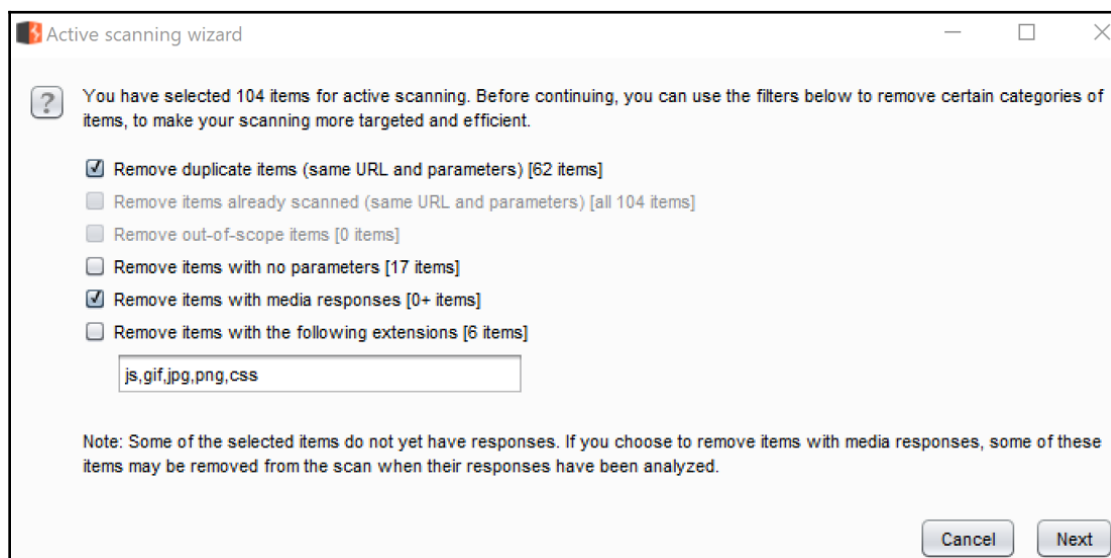 Active scanning wizard
You have selected 104 items for active scanning. Before continuing, you can use the filters below to remove certain categories of
items, to make your scanning more targeted and efficient.
Remove duplicate items (same URL and parameters) [62 items]
Remove items already scanned (same URL and parameters) [all 104 items]
Remove out-of-scope items [0 items]
Remove items with no parameters [17 items]
Remove items with media responses [0+ items]
Remove items with the following extensions [6 items]
js,gif,jpg,png,css
Note: Some of the selected items do not yet have responses. If you choose to remove items with media responses, some of these
items may be removed from the scan when their responses have been analyzed.
Cancel Next